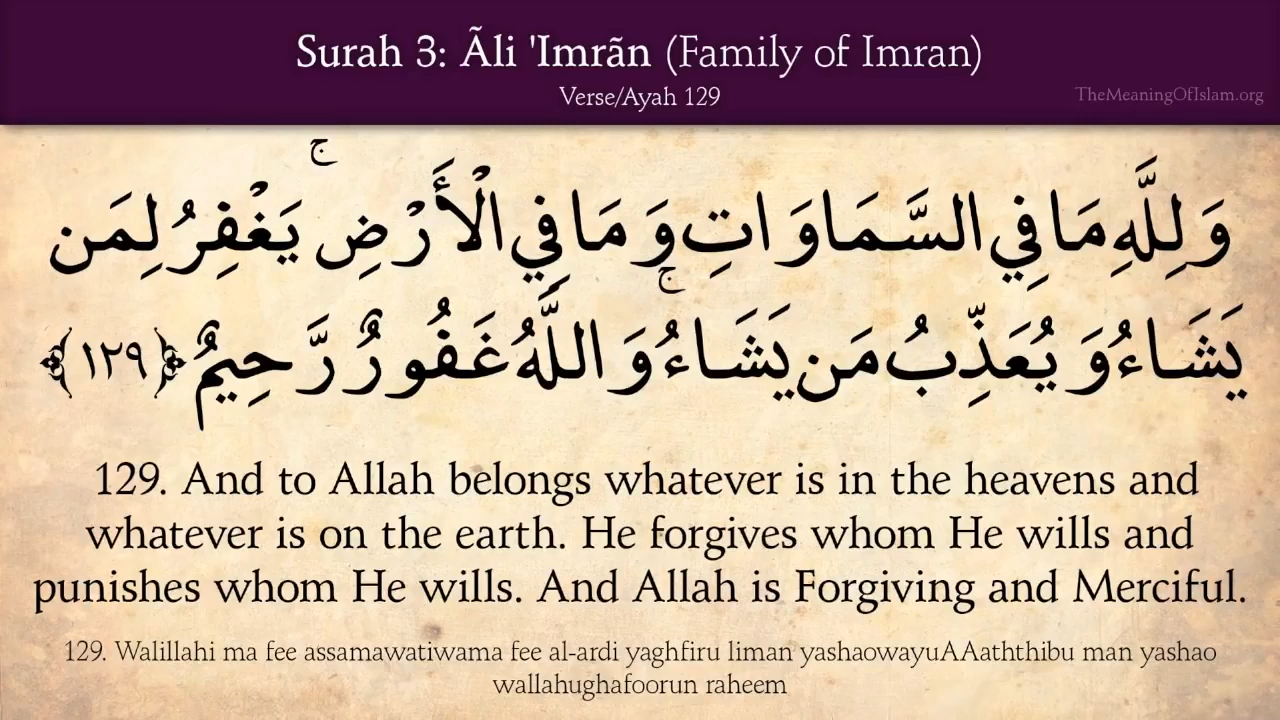 Surah 3: Ãli 'Imrãn (Family of Imran)
Verse/Ayah 129
TheMeaningOfIslam.org
وَلِلَّهِ مَا فِي السَّمَاوَاتِ وَمَا فِي الْأَرْضِ ۚ يَغْفِرُ لِمَن
يَشَاءُ وَيُعَذِّبُ مَن يَشَاءُ ۚ وَاللَّهُ غَفُورٌ رَّحِيمٌ ﴿١٢٩﴾
129. And to Allah belongs whatever is in the heavens and
whatever is on the earth. He forgives whom He wills and
punishes whom He wills. And Allah is Forgiving and Merciful.
129. Walillahi ma fee assamawatiwama fee al-ardi yaghfiru liman yashaowayuAAaththibu man yashao
wallahughafoorun raheem